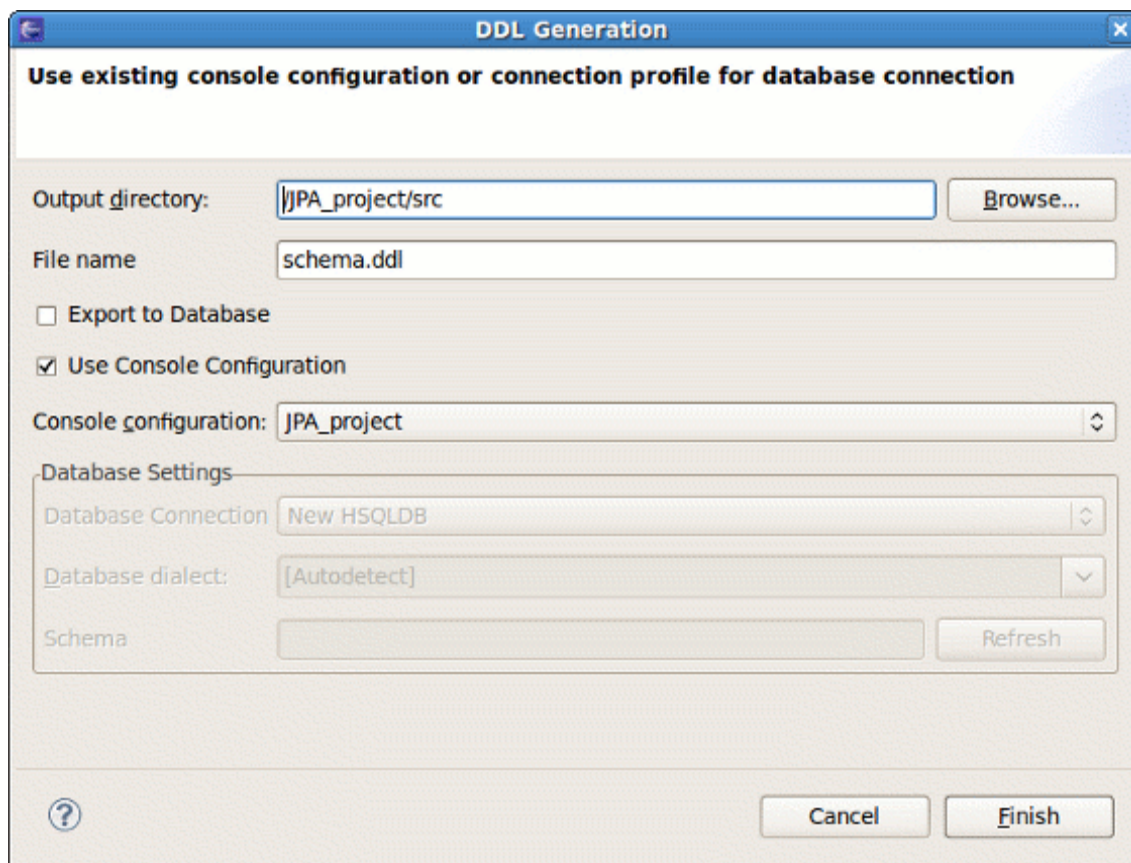 DDL Generation
Use existing console configuration or connection profile for database connection
Output directory: /JPA_project/src Browse...
File name schema.ddl
Export to Database
Use Console Configuration
Console configuration: JPA_project
Database Settings
Database Connection New HSQLDB
Database dialect: [Autodetect]
Schema Refresh
? Cancel Finish